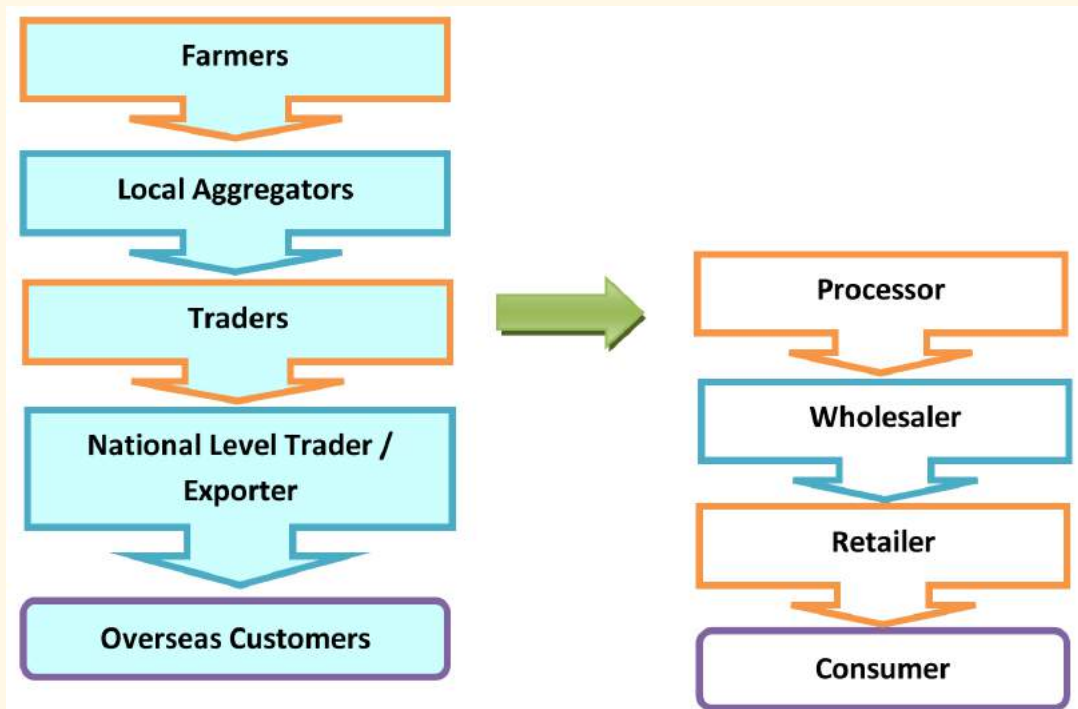 Farmers
Local Aggregators
Traders
National Level Trader /
Exporter
Overseas Customers
Processor
Wholesaler
Retailer
Consumer